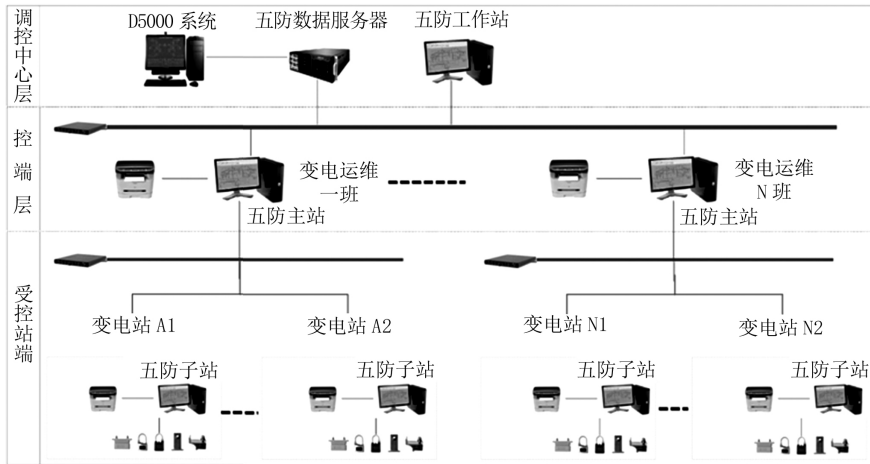 调控中心层
D5000 系统
五防数据服务器
五防工作站
控端层
变电运维
一班
五防主站
变电运维
N 班
五防主站
受控站端
变电站 A1
变电站 A2
变电站 N1
变电站 N2
五防子站
五防子站
五防子站
五防子站